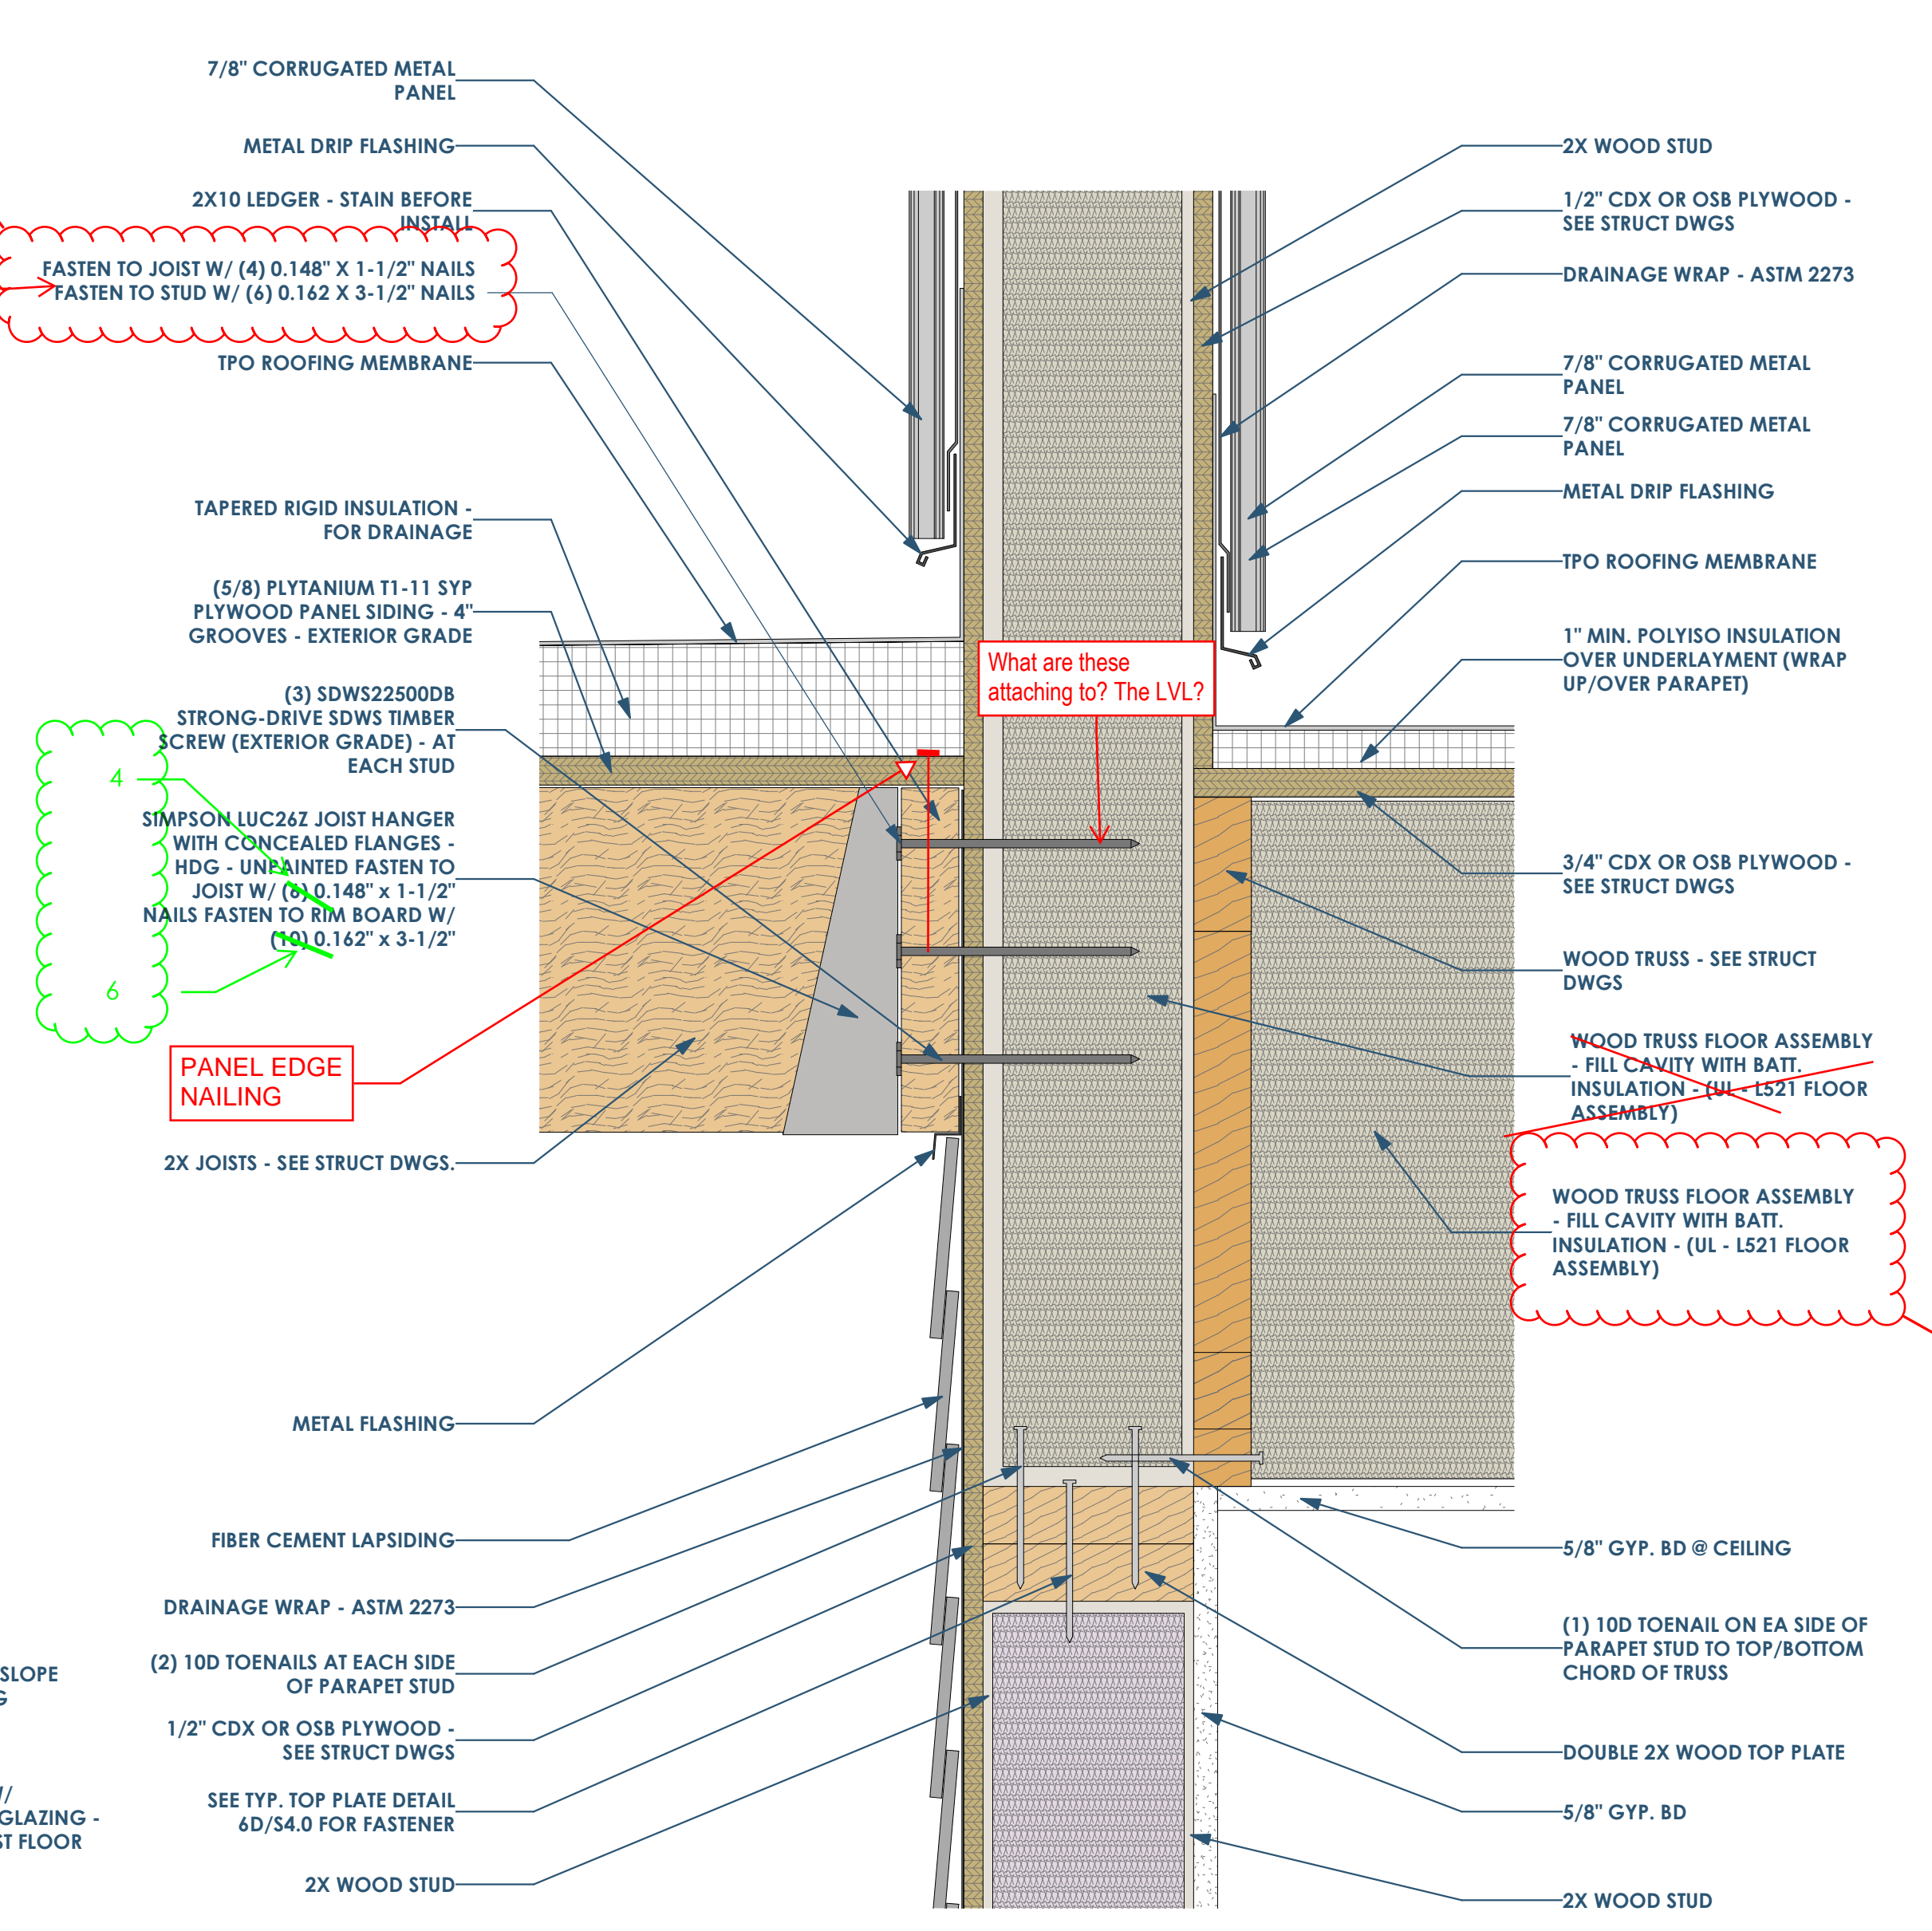 7/8" CORRUGATED METAL
PANEL
METAL DRIP FLASHING
2X10 LEDGER - STAIN BEFORE
INSTALL
FASTEN TO JOIST W/ (4) 0.148" X 1-1/2" NAILS
FASTEN TO STUD W/ (6) 0.162 X 3-1/2" NAILS
TPO ROOFING MEMBRANE
TAPERED RIGID INSULATION -
FOR DRAINAGE
(5/8) PLYTANIUM T1-11 SYP
PLYWOOD PANEL SIDING - 4"
GROOVES - EXTERIOR GRADE
(3) SDWS22500DB
STRONG-DRIVE SDWS TIMBER
SCREW (EXTERIOR GRADE) - AT
EACH STUD
4
SIMPSON LUC26Z JOIST HANGER
WITH CONCEALED FLANGES -
HDG - UNPAINTED FASTEN TO
JOIST W/ (6) 0.148" x 1-1/2"
NAILS FASTEN TO RIM BOARD W/
(10) 0.162" x 3-1/2"
6
PANEL EDGE
NAILING
2X JOISTS - SEE STRUCT DWGS.
METAL FLASHING
FIBER CEMENT LAPSIDING
DRAINAGE WRAP - ASTM 2273
(2) 10D TOENAILS AT EACH SIDE
OF PARAPET STUD
1/2" CDX OR OSB PLYWOOD -
SEE STRUCT DWGS
SEE TYP. TOP PLATE DETAIL
6D/S4.0 FOR FASTENER
2X WOOD STUD
SLOPE
GLAZING -
ST FLOOR
What are these
attaching to? The LVL?
2X WOOD STUD
1/2" CDX OR OSB PLYWOOD -
SEE STRUCT DWGS
DRAINAGE WRAP - ASTM 2273
7/8" CORRUGATED METAL
PANEL
7/8" CORRUGATED METAL
PANEL
METAL DRIP FLASHING
TPO ROOFING MEMBRANE
1" MIN. POLYISO INSULATION
OVER UNDERLAYMENT (WRAP
UP/OVER PARAPET)
3/4" CDX OR OSB PLYWOOD -
SEE STRUCT DWGS
WOOD TRUSS - SEE STRUCT
DWGS
WOOD TRUSS FLOOR ASSEMBLY
- FILL CAVITY WITH BATT.
INSULATION - (UL - L521 FLOOR
ASSEMBLY)
WOOD TRUSS FLOOR ASSEMBLY
- FILL CAVITY WITH BATT.
INSULATION - (UL - L521 FLOOR
ASSEMBLY)
5/8" GYP. BD @ CEILING
(1) 10D TOENAIL ON EA SIDE OF
PARAPET STUD TO TOP/BOTTOM
CHORD OF TRUSS
DOUBLE 2X WOOD TOP PLATE
5/8" GYP. BD
2X WOOD STUD